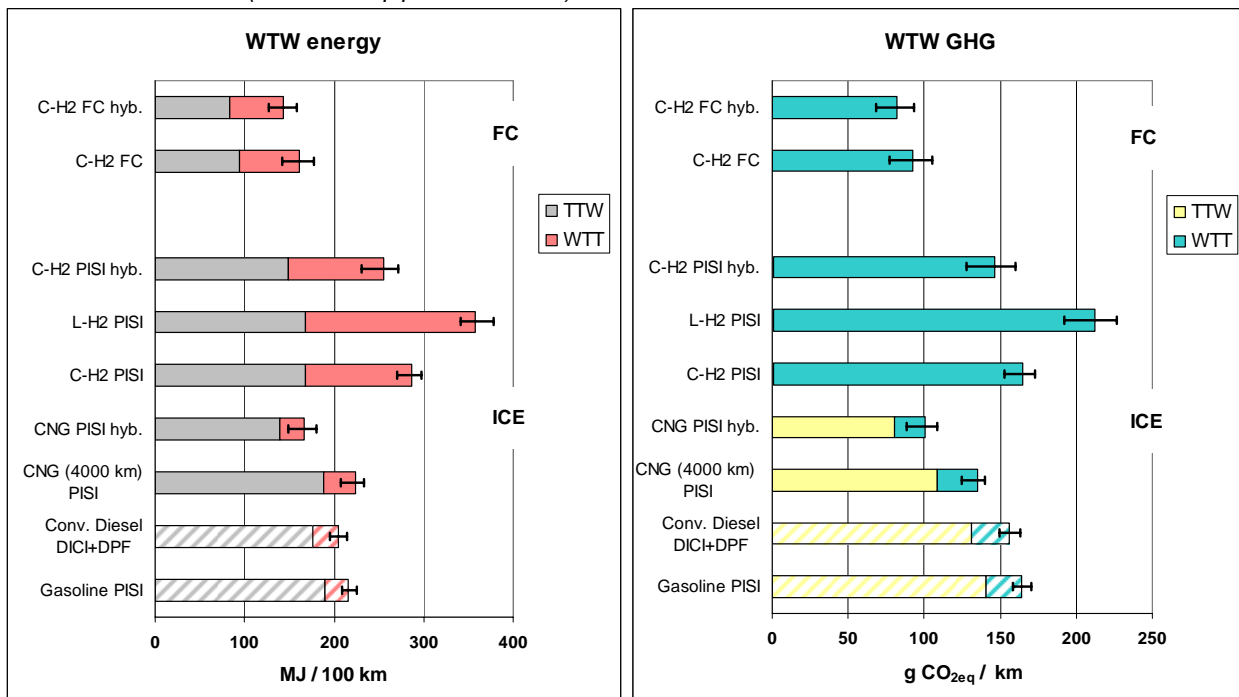 WTW energy
C-H2 FC hyb.
C-H2 FC
C-H2 PISI hyb.
L-H2 PISI
C-H2 PISI
CNG PISI hyb.
CNG (4000 km)
PISI
Conv. Diesel
DICI+DPF
Gasoline PISI
FC
TTW
WTT
ICE
0 100 200 300 400
MJ / 100 km
WTW GHG
C-H2 FC hyb.
C-H2 FC
C-H2 PISI hyb.
L-H2 PISI
C-H2 PISI
CNG PISI hyb.
CNG (4000 km)
PISI
Conv. Diesel
DICI+DPF
Gasoline PISI
FC
TTW
WTT
ICE
0 50 100 150 200 250
g CO2eq / km